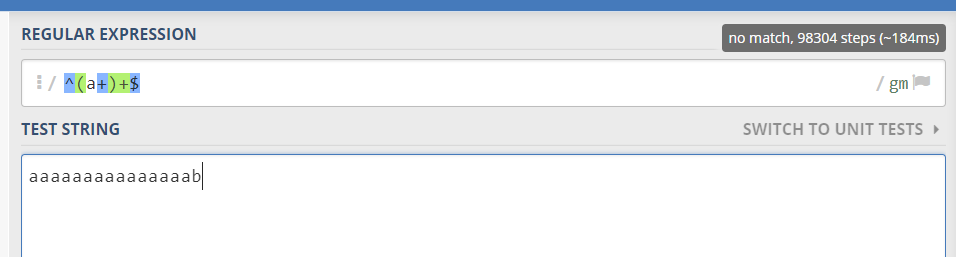 REGULAR EXPRESSION
no match, 98304 steps (~184ms)
/ ^(a+)+$ / gm
TEST STRING
SWITCH TO UNIT TESTS
aaaaaaaaaaaaaaab